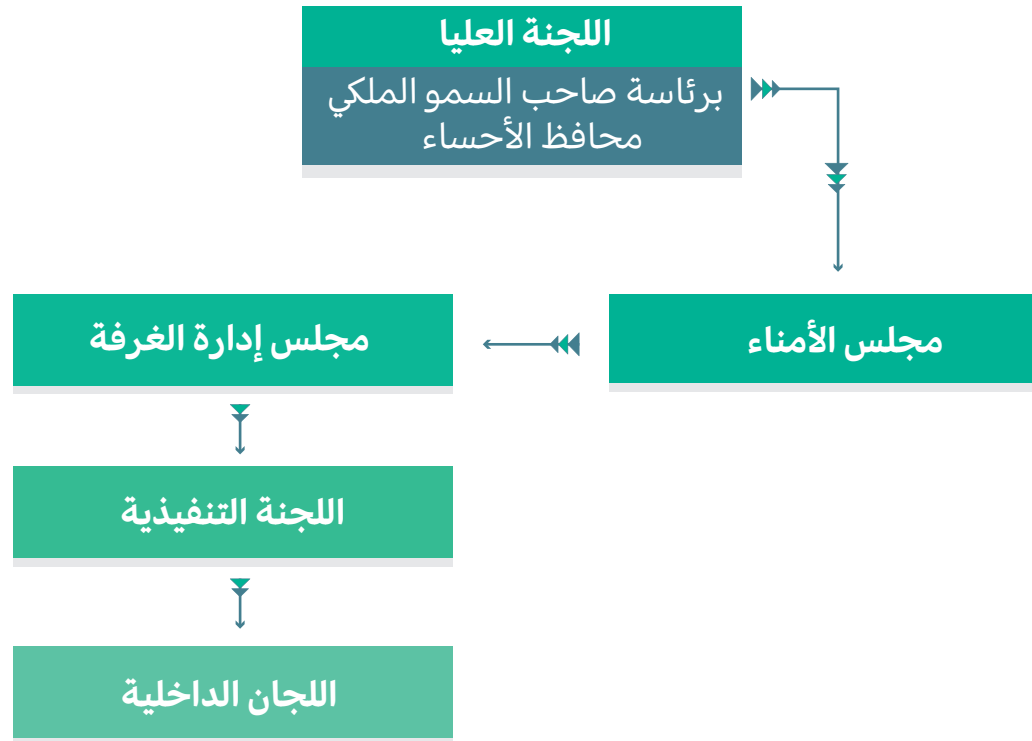 اللجنة العليا
برئاسة صاحب السمو الملكي
محافظ الأحساء
مجلس الأمناء
مجلس إدارة الغرفة
اللجنة التنفيذية
اللجان الداخلية